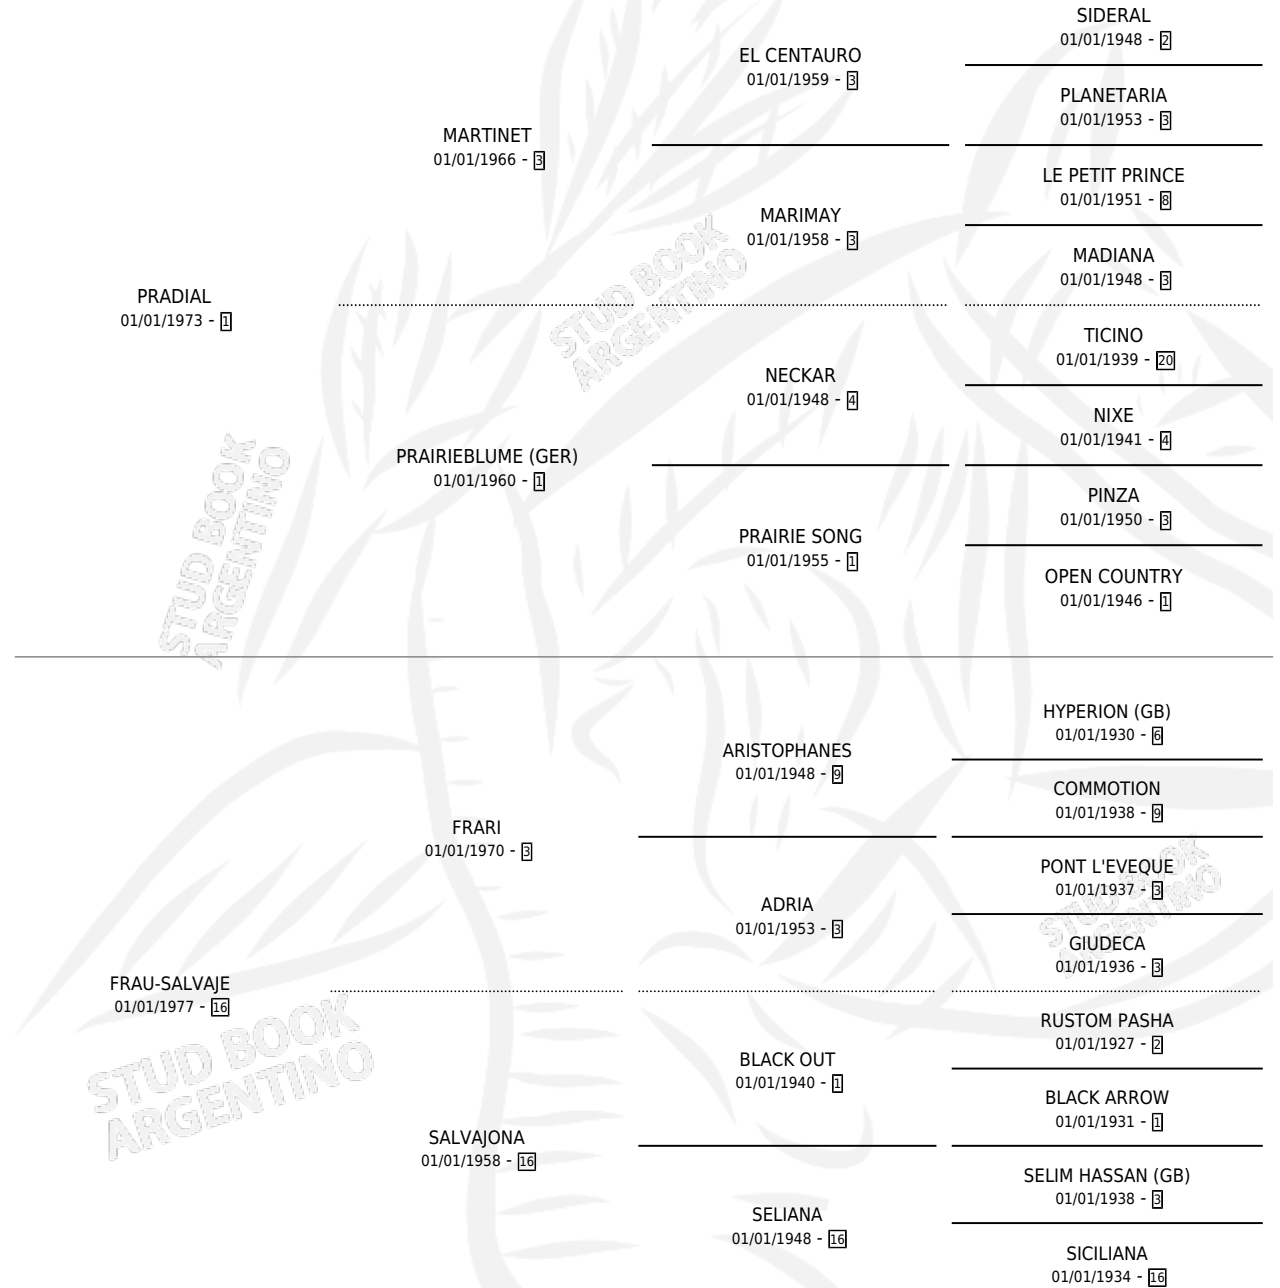 SIDERAL
01/01/1948 - 2
EL CENTAURO
01/01/1959 - 3
PLANETARIA
01/01/1953 - 3
MARTINET
01/01/1966 - 3
LE PETIT PRINCE
01/01/1951 - 8
MARIMAY
01/01/1958 - 3
MADIANA
01/01/1948 - 3
PRADIAL
01/01/1973 - 1
TICINO
01/01/1939 - 20
NECKAR
01/01/1948 - 4
NIXE
01/01/1941 - 4
PRAIRIEBLUME (GER)
01/01/1960 - 1
PINZA
01/01/1950 - 3
PRAIRIE SONG
01/01/1955 - 1
OPEN COUNTRY
01/01/1946 - 1
HYPERION (GB)
01/01/1930 - 6
ARISTOPHANES
01/01/1948 - 9
COMMOTION
01/01/1938 - 9
FRARI
01/01/1970 - 3
PONT L'EVEQUE
01/01/1937 - 3
ADRIA
01/01/1953 - 3
GIUDECA
01/01/1936 - 3
FRAU-SALVAJE
01/01/1977 - 16
RUSTOM PASHA
01/01/1927 - 2
BLACK OUT
01/01/1940 - 1
BLACK ARROW
01/01/1931 - 1
SALVAJONA
01/01/1958 - 16
SELIM HASSAN (GB)
01/01/1938 - 3
SELIANA
01/01/1948 - 16
SICILIANA
01/01/1934 - 16
STUD BOOK
ARGENTINO
STUD BOOK
ARGENTINO
STUD BOOK
ARGENTINO
STUD BOOK
ARGENTINO